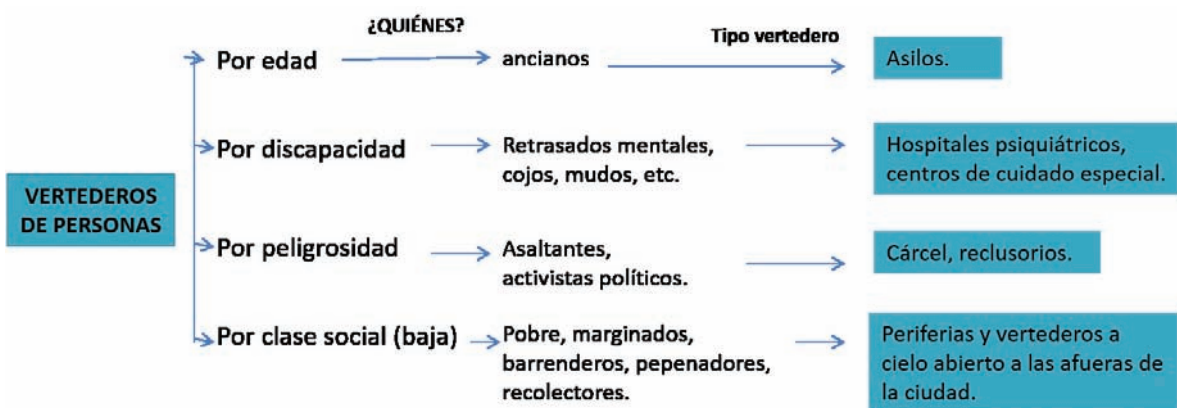 ¿QUIÉNES?
Tipo vertedero
Por edad
ancianos
Asilos.
Por discapacidad
Retrasados mentales,
cojos, mudos, etc.
Hospitales psiquiátricos,
centros de cuidado especial.
VERTEDEROS
DE PERSONAS
Por peligrosidad
Asaltantes,
activistas políticos.
Cárcel, reclusorios.
Por clase social (baja)
Pobre, marginados,
barrenderos, pepenadores,
recolectores.
Periferias y vertederos a
cielo abierto a las afueras de
la ciudad.